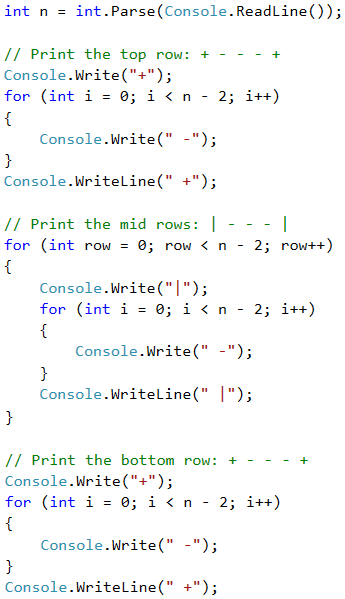 int n = int.Parse(Console.ReadLine());

// Print the top row: + - - - +
Console.Write("+");
for (int i = 0; i < n - 2; i++)
{
    Console.Write(" -");
}
Console.WriteLine(" +");

// Print the mid rows: | - - - |
for (int row = 0; row < n - 2; row++)
{
    Console.Write("|");
    for (int i = 0; i < n - 2; i++)
    {
        Console.Write(" -");
    }
    Console.WriteLine(" |");
}

// Print the bottom row: + - - - +
Console.Write("+");
for (int i = 0; i < n - 2; i++)
{
    Console.Write(" -");
}
Console.WriteLine(" +");